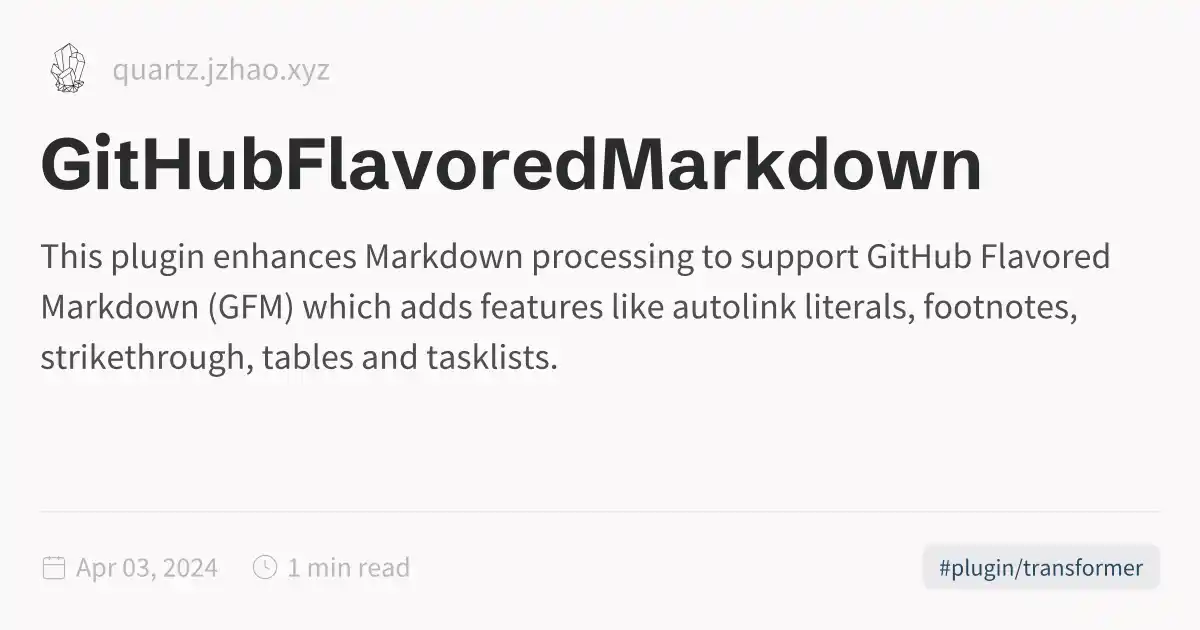 quartz.jzhao.xyz
GitHubFlavoredMarkdown
This plugin enhances Markdown processing to support GitHub Flavored
Markdown (GFM) which adds features like autolink literals, footnotes,
strikethrough, tables and tasklists.
Apr 03, 2024 1 min read #plugin/transformer